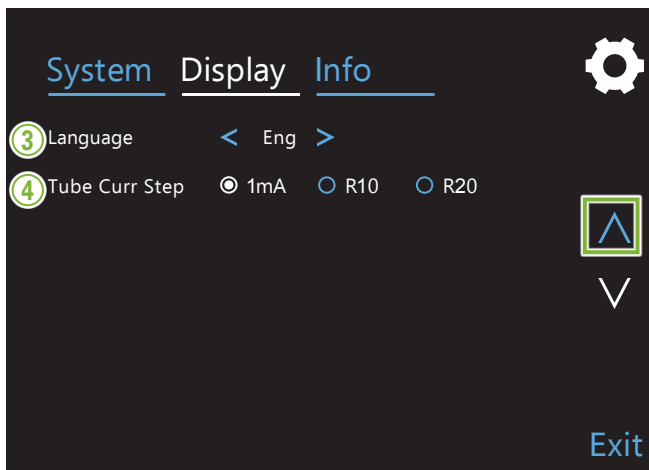 System Display Info
③ Language < Eng >
④ Tube Curr Step 1mA R10 R20
Exit